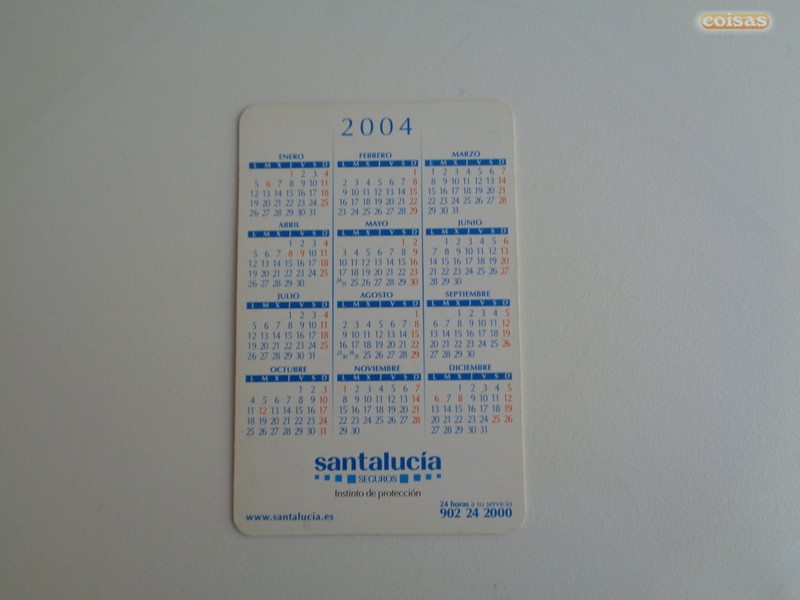 coisas
2004
ENERO FEBRERO MARZO
L M X J V S D L M X J V S D L M X J V S D
1 2 3 4 1 1 2 3 4 5 6 7
5 6 7 8 9 10 11 2 3 4 5 6 7 8 8 9 10 11 12 13 14
12 13 14 15 16 17 18 9 10 11 12 13 14 15 15 16 17 18 19 20 21
19 20 21 22 23 24 25 16 17 18 19 20 21 22 22 23 24 25 26 27 28
26 27 28 29 30 31 23 24 25 26 27 28 29 29 30 31
ABRIL MAYO JUNIO
L M X J V S D L M X J V S D L M X J V S D
1 2 3 4 1 2 1 2 3 4 5 6
5 6 7 8 9 10 11 3 4 5 6 7 8 9 7 8 9 10 11 12 13
12 13 14 15 16 17 18 10 11 12 13 14 15 16 14 15 16 17 18 19 20
19 20 21 22 23 24 25 17 18 19 20 21 22 23 21 22 23 24 25 26 27
26 27 28 29 30 24 31 25 26 27 28 29 30 28 29 30
JULIO AGOSTO SEPTIEMBRE
L M X J V S D L M X J V S D L M X J V S D
1 2 3 4 1 1 2 3 4 5
5 6 7 8 9 10 11 2 3 4 5 6 7 8 6 7 8 9 10 11 12
12 13 14 15 16 17 18 9 10 11 12 13 14 15 13 14 15 16 17 18 19
19 20 21 22 23 24 25 16 17 18 19 20 21 22 20 21 22 23 24 25 26
26 27 28 29 30 31 23 30 24 31 25 26 27 28 29 27 28 29 30
OCTUBRE NOVIEMBRE DICIEMBRE
L M X J V S D L M X J V S D L M X J V S D
1 2 3 1 2 3 4 5 6 7 1 2 3 4 5
4 5 6 7 8 9 10 8 9 10 11 12 13 14 6 7 8 9 10 11 12
11 12 13 14 15 16 17 15 16 17 18 19 20 21 13 14 15 16 17 18 19
18 19 20 21 22 23 24 22 23 24 25 26 27 28 20 21 22 23 24 25 26
25 26 27 28 29 30 31 29 30 27 28 29 30 31
santalucía
SEGUROS
Instinto de protección
24 horas a su servicio
www.santalucia.es 902 24 2000